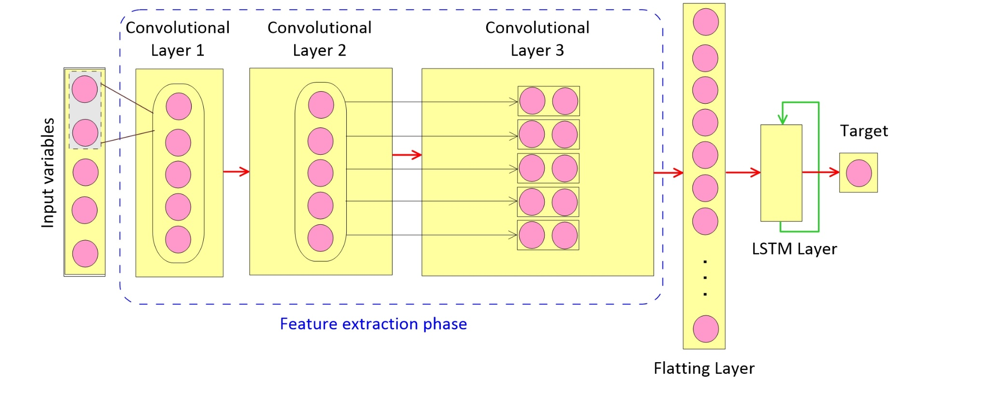 Input variables
Convolutional
Layer 1
Convolutional
Layer 2
Convolutional
Layer 3
Feature extraction phase
Flatting Layer
LSTM Layer
Target